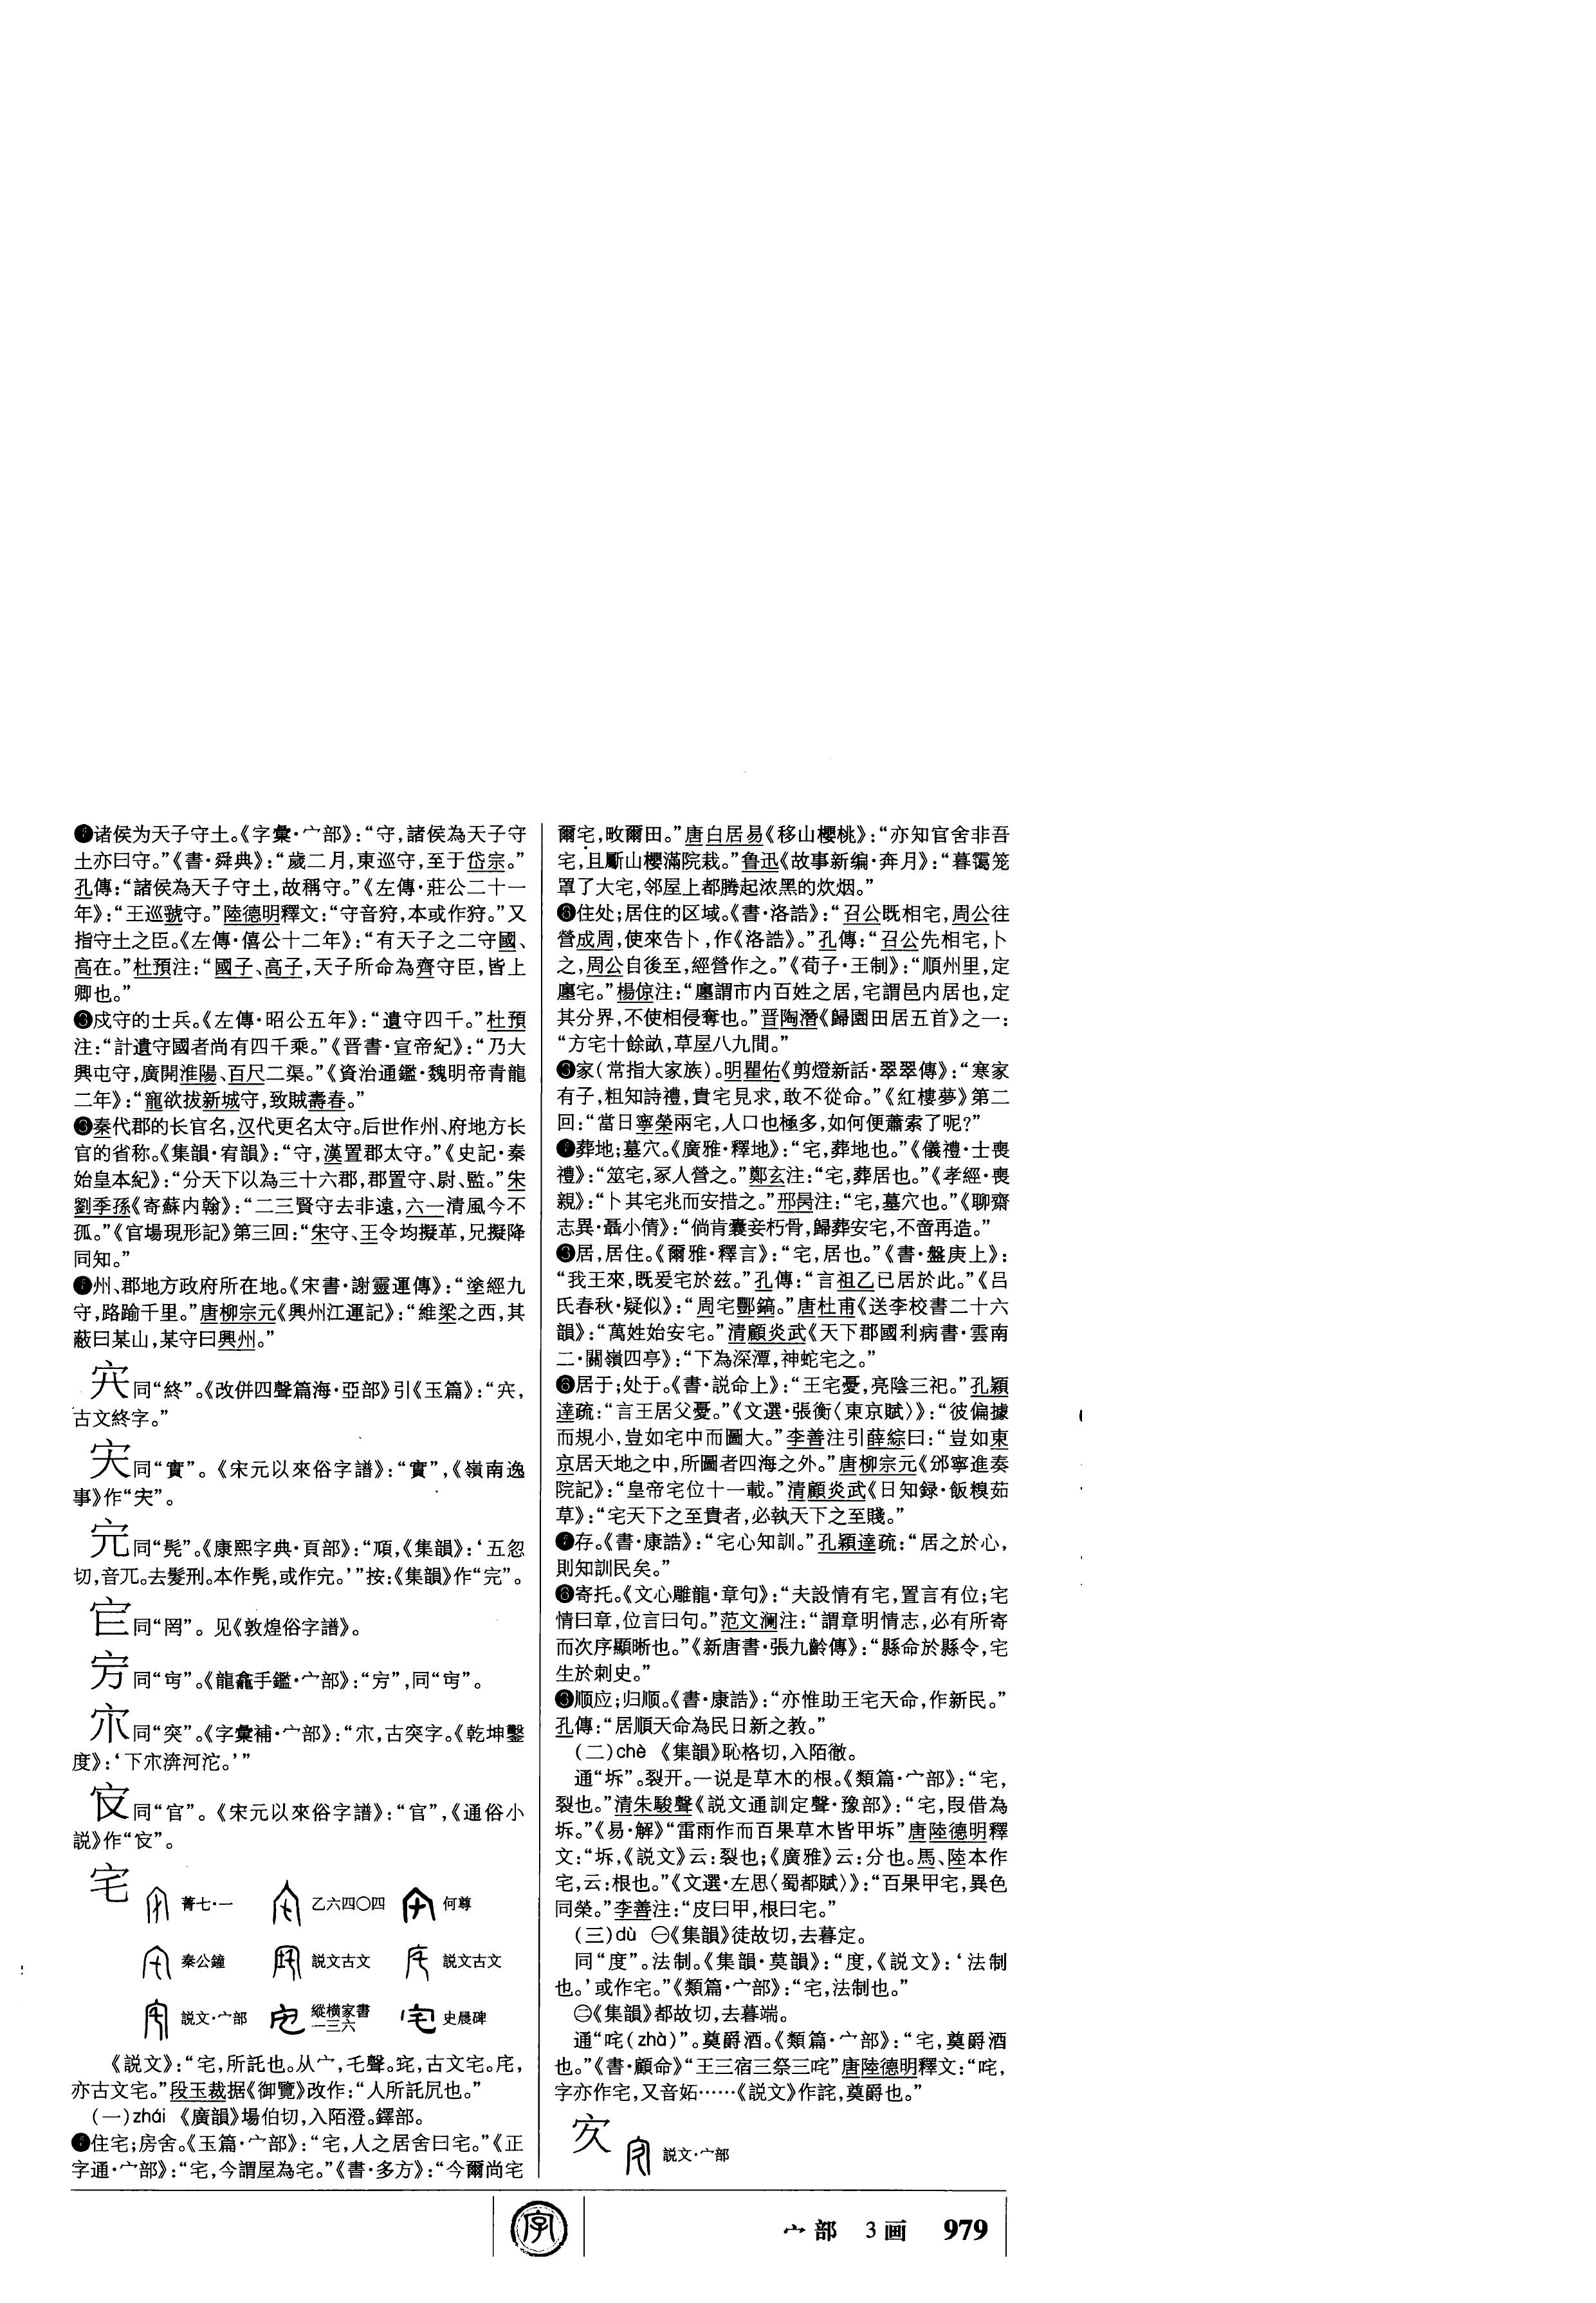 诸侯为天子守土。《字彙·宀部》：“守，諸侯為天子守
土亦曰守。”《書·舜典》：“歲二月，東巡守，至于岱宗。”
孔傳：“諸侯為天子守土，故稱守。”《左傳·莊公二十一
年》：“王巡虢守。”陸德明釋文：“守音狩，本或作狩。”又
指守土之臣。《左傳·僖公十二年》：“有天子之二守國、
高在。”杜預注：“國子、高子，天子所命為齊守臣，皆上
卿也。”
戍守的士兵。《左傳·昭公五年》：“遺守四千。”杜預
注：“計遺守國者尚有四千乘。”《晋書·宣帝紀》：“乃大
興屯守，廣開淮陽、百尺二渠。”《資治通鑑·魏明帝青龍
二年》：“寵欲拔新城守，致賊壽春。”
秦代郡的长官名，汉代更名太守。后世作州、府地方长
官的省称。《集韻·宥韻》：“守，漢置郡太守。”《史記·秦
始皇本紀》：“分天下以為三十六郡，郡置守、尉、監。”宋
劉季孫《寄蘇内翰》：“二三賢守去非遠，六一清風今不
孤。”《官場現形記》第三回：“朱守、王令均擬革，兄擬降
同知。”
州、郡地方政府所在地。《宋書·謝靈運傳》：“塗經九
守，路踰千里。”唐柳宗元《興州江運記》：“維梁之西，其
蔽曰某山，某守曰興州。”
同“終”。《改併四聲篇海·亞部》引《玉篇》：“
古文終字。”
同“實”。《宋元以來俗字譜》：“實”，《嶺南逸
事》作“
同“髡”。《康熙字典·頁部》：“頑，《集韻》：‘五忽
切，音兀。去髮刑。本作髡，或作完。’”按：《集韻》作“完”。
同“罔”。见《敦煌俗字譜》。
《龍龕手鑑·宀部》：
同“突”。《字彙補·宀部》：“宋，古突字。《乾坤鑿
度》：
同“官”。《宋元以來俗字譜》：“官”，《通俗小
説》作“
宅
菁七·一 乙六四〇四 何尊
秦公鐘 説文古文 説文古文
説文·宀部 縱横家書一三六 史晨碑
《説文》：“宅，所託也。从宀，乇聲。㡯，古文宅。㡯，
亦古文宅。”段玉裁据《御覽》改作：“人所託凥也。”
（一）zhái 《廣韻》場伯切，入陌澄。鐸部。
住宅；房舍。《玉篇·宀部》：“宅，人之居舍曰宅。”《正
字通·宀部》：“宅，今謂屋為宅。”《書·多方》：“今爾尚宅
爾宅，畋爾田。”唐白居易《移山櫻桃》：“亦知官舍非吾
宅，且斸山櫻滿院栽。”鲁迅《故事新编·奔月》：“暮霭笼
罩了大宅，邻屋上都腾起浓黑的炊烟。”
住处；居住的区域。《書·洛誥》：“召公既相宅，周公往
營成周，使來告卜，作《洛誥》。”孔傳：“召公先相宅，卜
之，周公自後至，經營作之。”《荀子·王制》：“順州里，定
廛宅。”楊倞注：“廛謂市内百姓之居，宅謂邑内居也，定
其分界，不使相侵奪也。”晋陶潛《歸園田居五首》之一：
“方宅十餘畝，草屋八九間。”
❸家（常指大家族）。明瞿佑《剪燈新話·翠翠傳》：“寒家
有子，粗知詩禮，貴宅見求，敢不從命。”《紅樓夢》第二
回：“當日寧榮兩宅，人口也極多，如何便蕭索了呢？”
葬地；墓穴。《廣雅·釋地》：“宅，葬地也。”《儀禮·士喪
禮》：“筮宅，冢人營之。”鄭玄注：“宅，葬居也。”《孝經·喪
親》：“卜其宅兆而安措之。”邢昺注：“宅，墓穴也。”《聊齋
志異·聶小倩》：“倘肯囊妾朽骨，歸葬安宅，不啻再造。”
居，居住。《爾雅·釋言》：“宅，居也。”《書·盤庚上》：
“我王來，既爰宅於兹。”孔傳：“言祖乙已居於此。”《吕
氏春秋·疑似》：“周宅酆鎬。”唐杜甫《送李校書二十六
韻》：“萬姓始安宅。”清顧炎武《天下郡國利病書·雲南
二·關嶺四亭》：“下為深潭，神蛇宅之。”
居于；处于。《書·説命上》：“王宅憂，亮陰三祀。”孔穎
達疏：“言王居父憂。”《文選·張衡〈東京賦〉》：“彼偏據
而規小，豈如宅中而圖大。”李善注引薛綜曰：“豈如東
京居天地之中，所圖者四海之外。”唐柳宗元《邠寧進奏
院記》：“皇帝宅位十一載。”清顧炎武《日知録·飯糗茹
草》：“宅天下之至貴者，必執天下之至賤。”
存。《書·康誥》：“宅心知訓。”孔穎達疏：“居之於心，
則知訓民矣。”
寄托。《文心雕龍·章句》：“夫設情有宅，置言有位；宅
情曰章，位言曰句。”范文澜注：“謂章明情志，必有所寄
而次序顯晰也。”《新唐書·張九齡傳》：“縣命於縣令，宅
生於刺史。”
顺应；归顺。《書·康誥》：“亦惟助王宅天命，作新民。”
孔傳：“居順天命為民日新之教。”
（二）chè 《集韻》恥格切，入陌徹。
通“坼”。裂开。一说是草木的根。《類篇·宀部》：“宅，
裂也。”清朱駿聲《説文通訓定聲·豫部》：“宅，叚借為
坼。”《易·解》“雷雨作而百果草木皆甲坼”唐陸德明釋
文：“坼，《説文》云：裂也；《廣雅》云：分也。馬、陸本作
宅，云：根也。”《文選·左思〈蜀都賦〉》：“百果甲宅，異色
同榮。”李善注：“皮曰甲，根曰宅。”
（三）dù ㊀《集韻》徒故切，去暮定。
同“度”。法制。《集韻·莫韻》：“度，《説文》：‘法制
也。’或作宅。”《類篇·宀部》：“宅，法制也。”
㊁《集韻》都故切，去暮端。
通“咤（zhà）”。奠爵酒。《類篇·宀部》：“宅，奠爵酒
也。”《書·顧命》“王三宿三祭三咤”唐陸德明釋文：“咤，
字亦作宅，又音妬……《説文》作詫，奠爵也。”
㝌 説文·宀部
字
宀部 3画 979